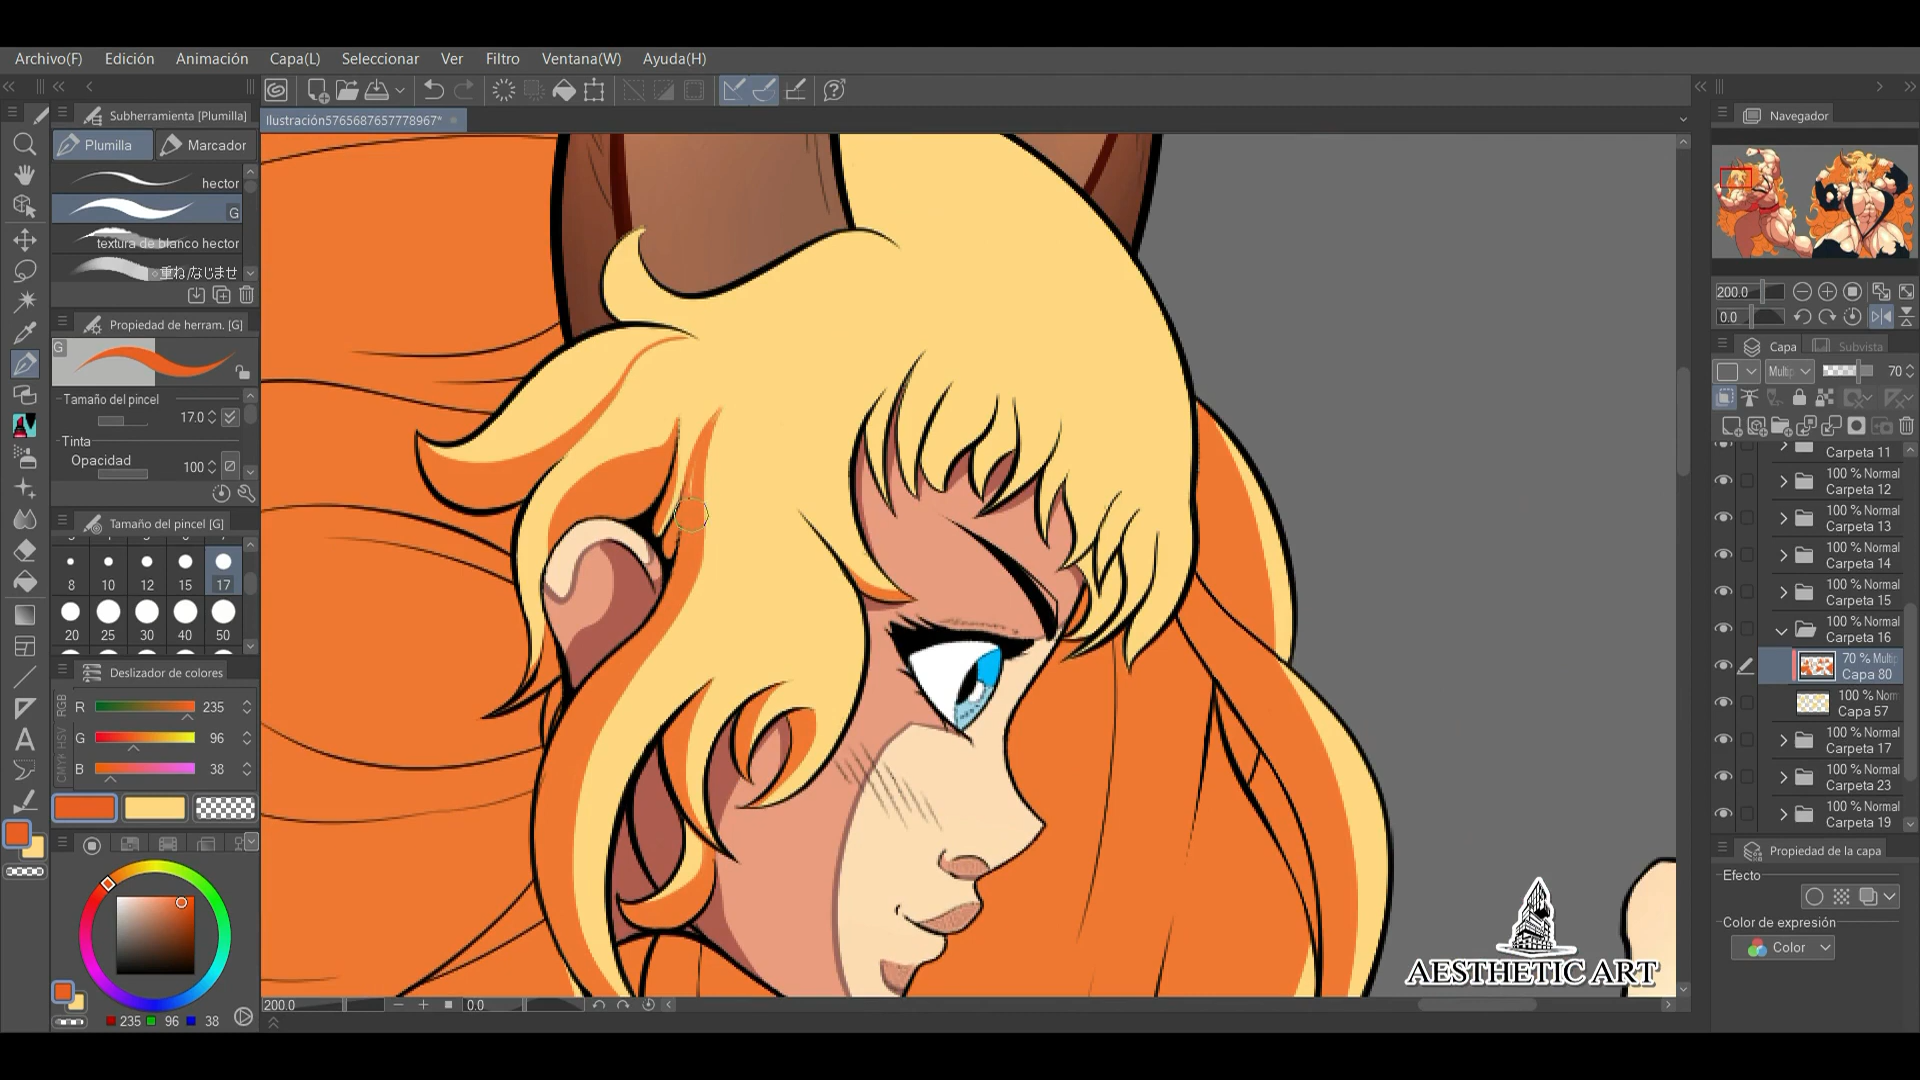 Archivo(F) Edición Animación Capa(L) Seleccionar Ver Filtro Ventana(W) Ayuda(H)
Subherramienta [Plumilla]
Plumilla Marcador
hector
G
textura de blanco hector
重ね/なじませ
Propiedad de herram. [G]
G
Tamaño del pincel
17.0
Tinta
Opacidad
100
Tamaño del pincel [G]
8 10 12 15 17
20 25 30 40 50
Deslizador de colores
RGB
HSV
CMYK
R 235
G 96
B 38
235 96 38
Ilustración5765687657778967*
200.0 0.0
AESTHETIC ART
Navegador
200.0
0.0
Capa Subvista
Multip 70
Carpeta 11
100 % Normal
Carpeta 12
100 % Normal
Carpeta 13
100 % Normal
Carpeta 14
100 % Normal
Carpeta 15
100 % Normal
Carpeta 16
70 % Multip
Capa 80
100 % Norm
Capa 57
100 % Normal
Carpeta 17
100 % Normal
Carpeta 23
100 % Normal
Carpeta 19
Propiedad de la capa
Efecto
Color de expresión
Color